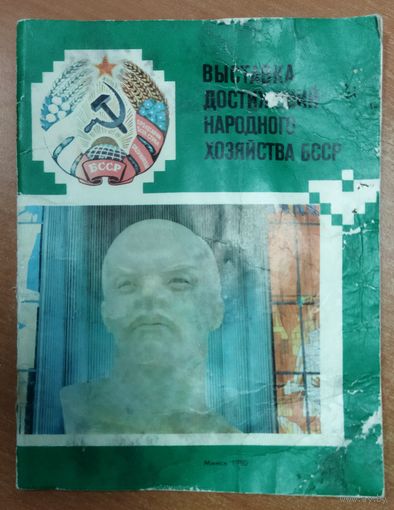 ВЫСТАВКА
ДОСТИЖЕНИЙ
НАРОДНОГО
ХОЗЯЙСТВА БССР
БССР
Минск